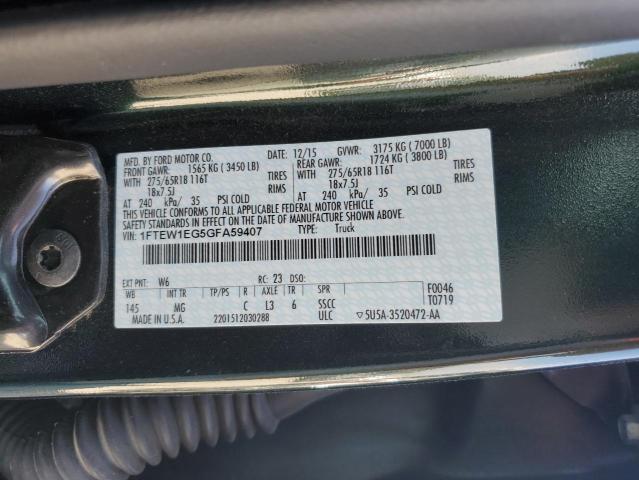 MFD. BY FORD MOTOR CO. DATE: 12/15 GVWR: 3175 KG ( 7000 LB)
FRONT GAWR: 1565 KG ( 3450 LB) REAR GAWR: 1724 KG ( 3800 LB)
WITH 275/65R18 116T TIRES WITH 275/65R18 116T TIRES
18x7.5J RIMS 18x7.5J RIMS
AT 240 kPa/ 35 PSI COLD AT 240 kPa/ 35 PSI COLD
THIS VEHICLE CONFORMS TO ALL APPLICABLE FEDERAL MOTOR VEHICLE
SAFETY STANDARDS IN EFFECT ON THE DATE OF MANUFACTURE SHOWN ABOVE.
VIN: 1FTEW1EG5GFA59407 TYPE: Truck
EXT PNT: W6 RC: 23 DSO: F0046
WB INT TR TP/PS R AXLE TR SPR T0719
145 MG C L3 6 SSCC
MADE IN U.S.A. 2201512030288 ULC ▽5U5A-3520472-AA